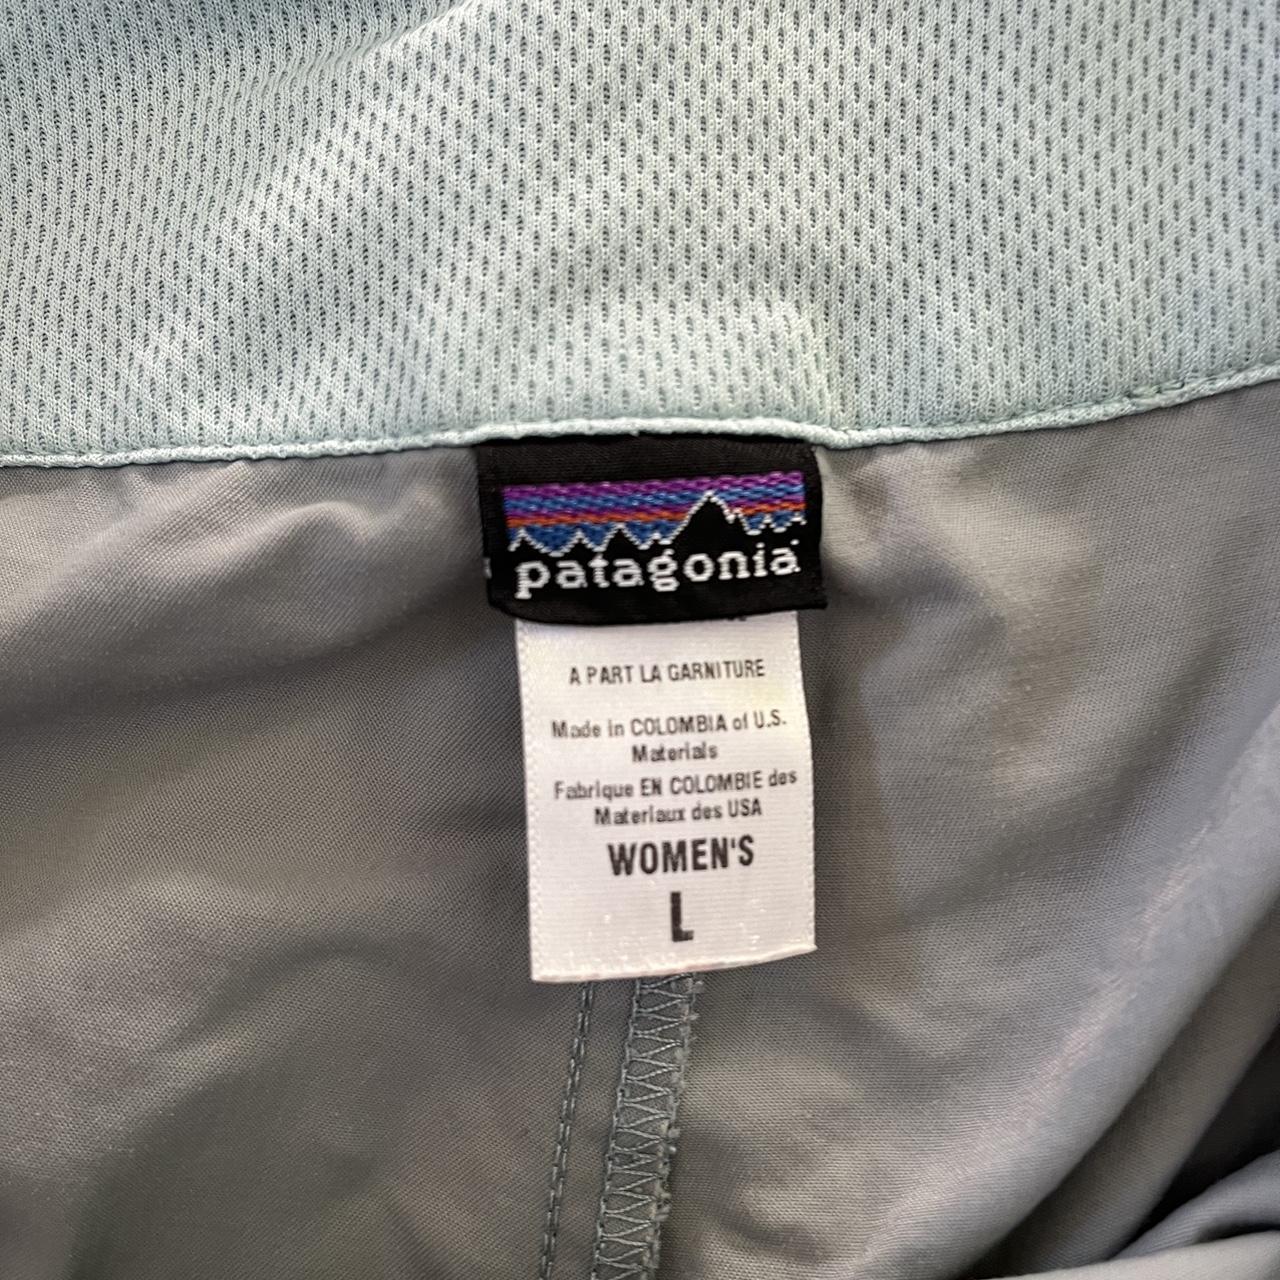 patagonia
A PART LA GARNITURE
Made in COLOMBIA of U.S.
Materials
Fabrique EN COLOMBIE des
Materiaux des USA
WOMEN'S
L